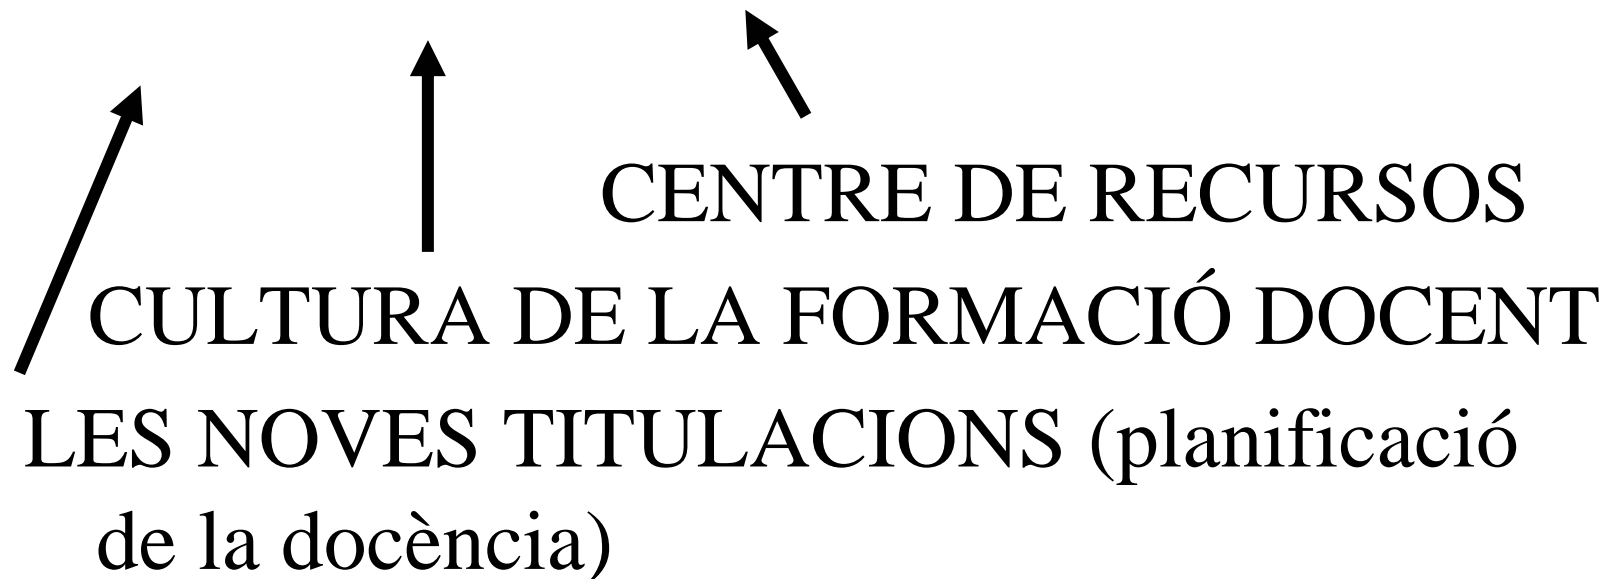 CENTRE DE RECURSOS
CULTURA DE LA FORMACIÓ DOCENT
LES NOVES TITULACIONS (planificació
de la docència)